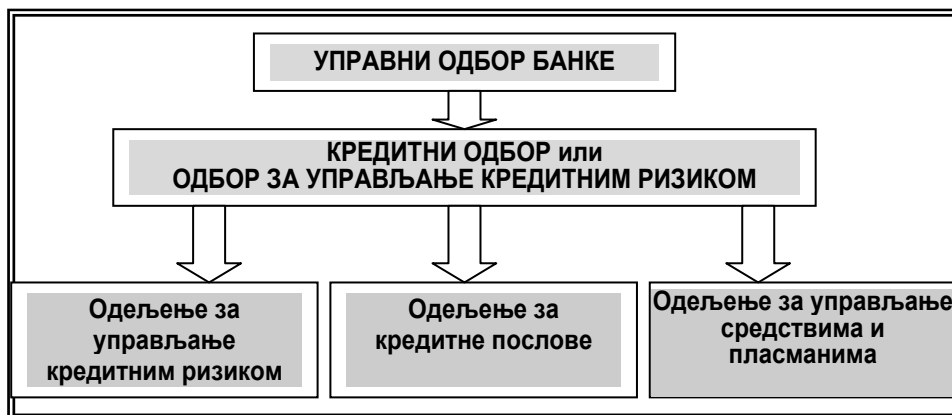 УПРАВНИ ОДБОР БАНКЕ
КРЕДИТНИ ОДБОР или
ОДБОР ЗА УПРАВЉАЊЕ КРЕДИТНИМ РИЗИКОМ
Одељење за
управљање
кредитним ризиком
Одељење за
кредитне послове
Одељење за управљање
средствима и
пласманима